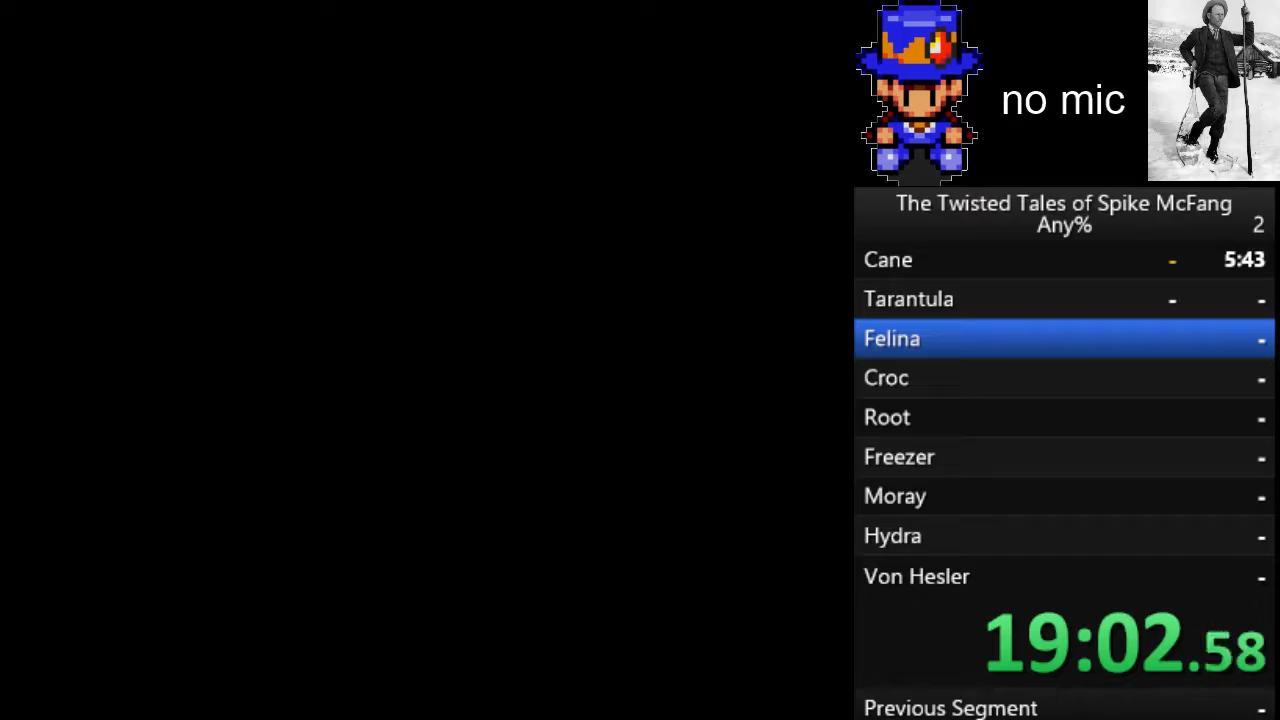 no mic
The Twisted Tales of Spike McFang
Any% 2
Cane - 5:43
Tarantula - -
Felina -
Croc -
Root -
Freezer -
Moray -
Hydra -
Von Hesler -
19:02.58
Previous Segment -